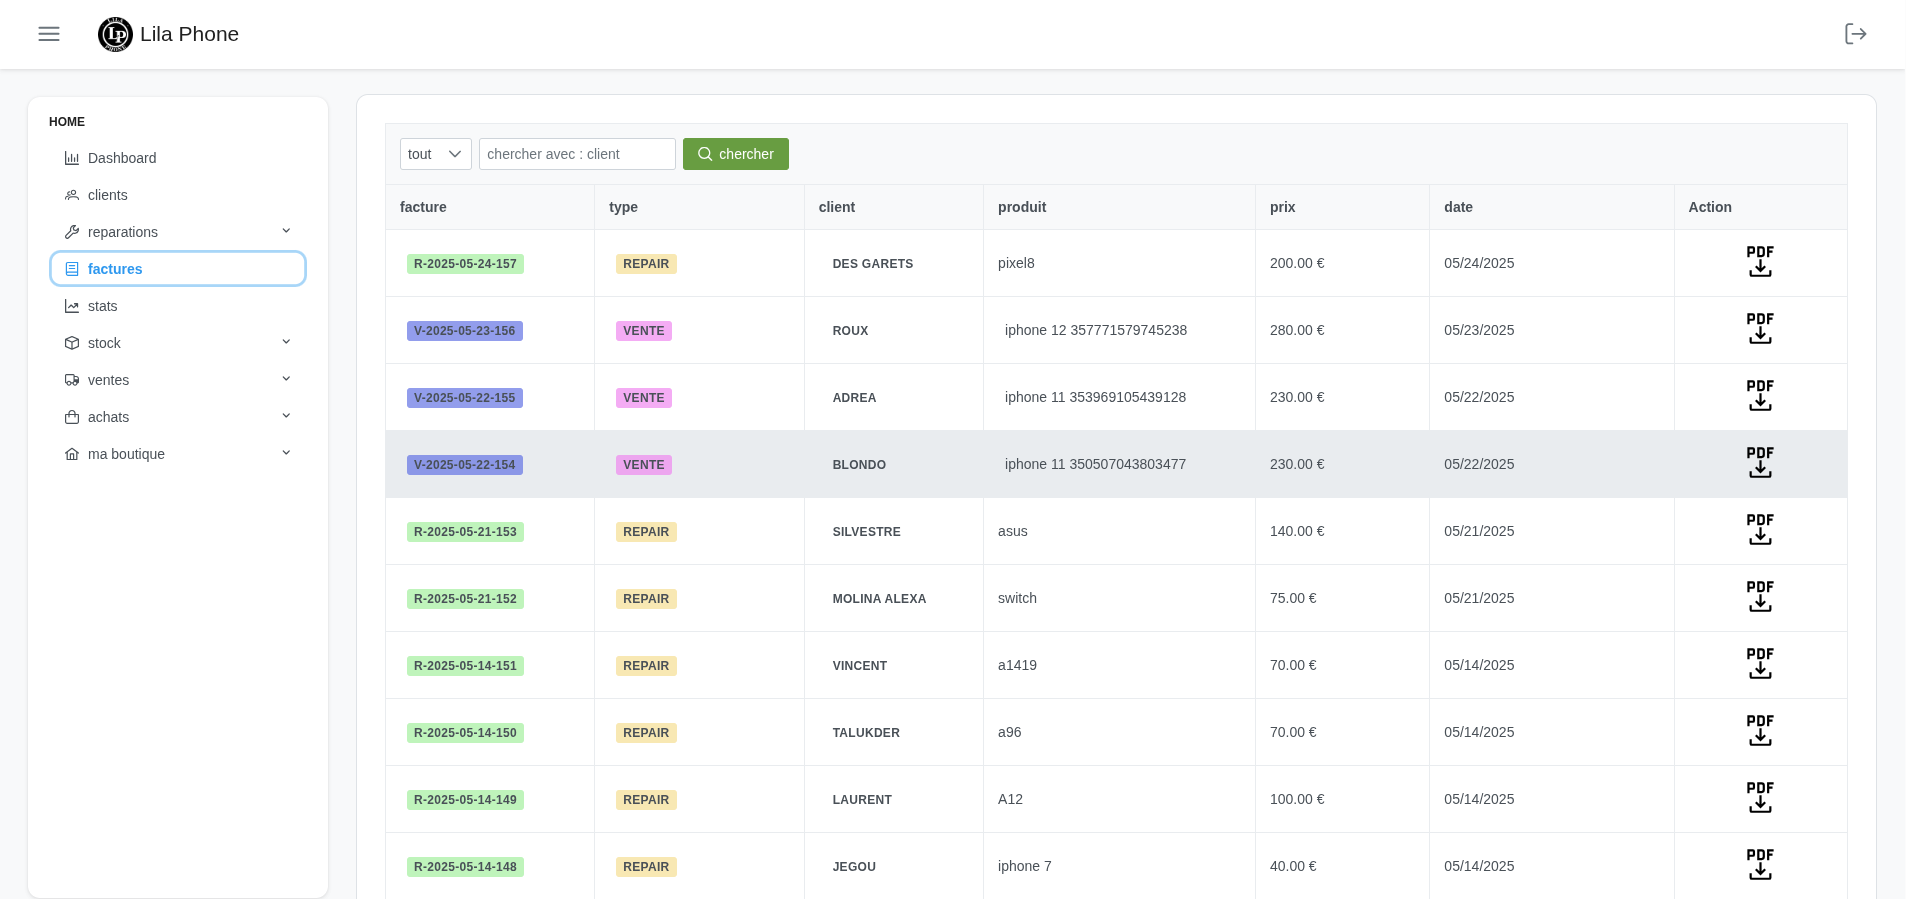 Lila Phone
HOME
Dashboard
clients
reparations
factures
stats
stock
ventes
achats
ma boutique
tout chercher avec : client chercher
facture type client produit prix date Action
R-2025-05-24-157 REPAIR DES GARETS pixel8 200.00 € 05/24/2025 PDF
V-2025-05-23-156 VENTE ROUX iphone 12 357771579745238 280.00 € 05/23/2025 PDF
V-2025-05-22-155 VENTE ADREA iphone 11 353969105439128 230.00 € 05/22/2025 PDF
V-2025-05-22-154 VENTE BLONDO iphone 11 350507043803477 230.00 € 05/22/2025 PDF
R-2025-05-21-153 REPAIR SILVESTRE asus 140.00 € 05/21/2025 PDF
R-2025-05-21-152 REPAIR MOLINA ALEXA switch 75.00 € 05/21/2025 PDF
R-2025-05-14-151 REPAIR VINCENT a1419 70.00 € 05/14/2025 PDF
R-2025-05-14-150 REPAIR TALUKDER a96 70.00 € 05/14/2025 PDF
R-2025-05-14-149 REPAIR LAURENT A12 100.00 € 05/14/2025 PDF
R-2025-05-14-148 REPAIR JEGOU iphone 7 40.00 € 05/14/2025 PDF